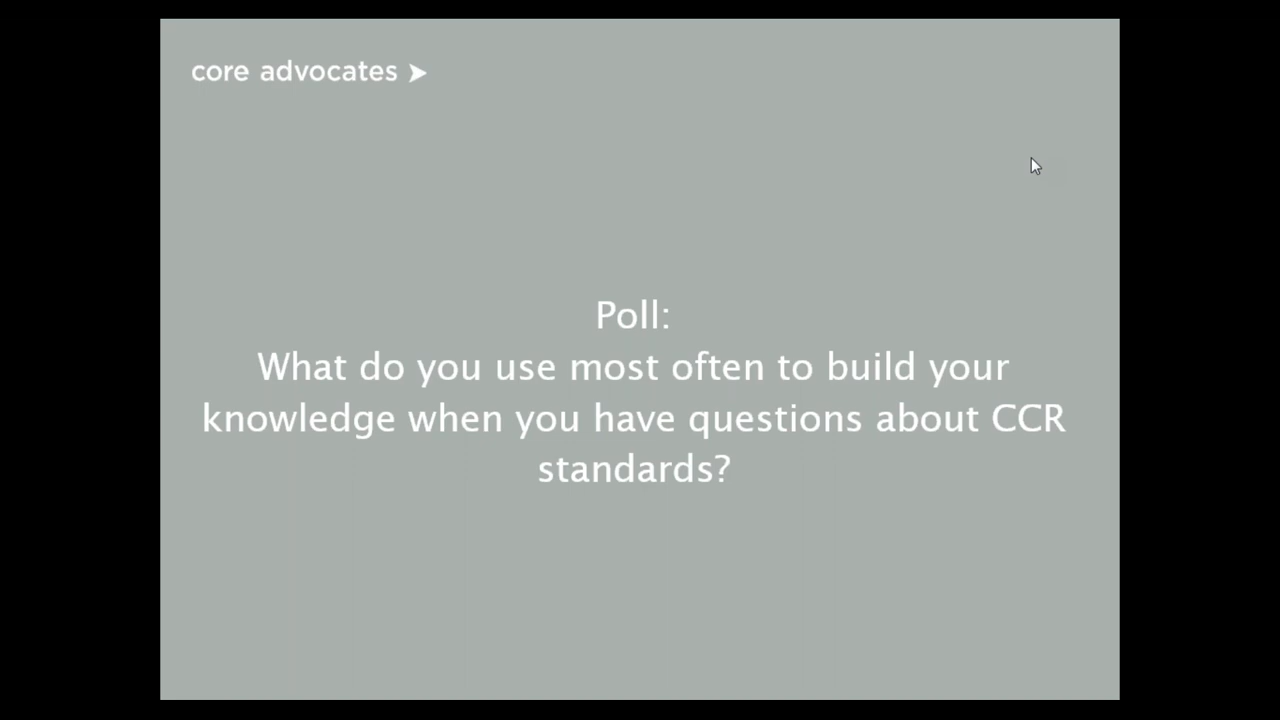 core advocates
Poll:
What do you use most often to build your
knowledge when you have questions about CCR
standards?